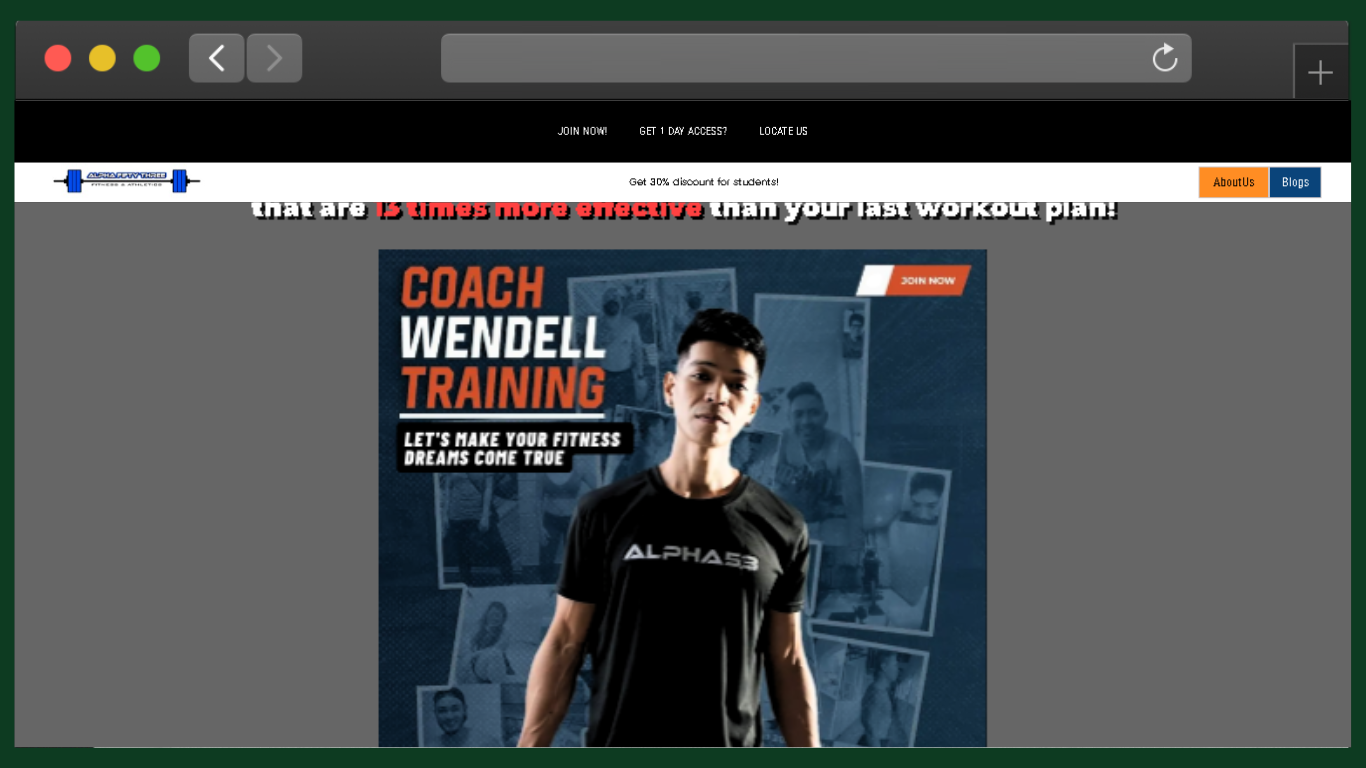 JOIN NOW!
GET 1 DAY ACCESS?
LOCATE US
ALPHA FIFTY THREE
FITNESS & ATHLETICS
Get 30% discount for students!
AboutUs
Blogs
that are 13 times more effective than your last workout plan!
COACH
WENDELL
TRAINING
JOIN NOW
LET'S MAKE YOUR FITNESS
DREAMS COME TRUE
ALPHA53